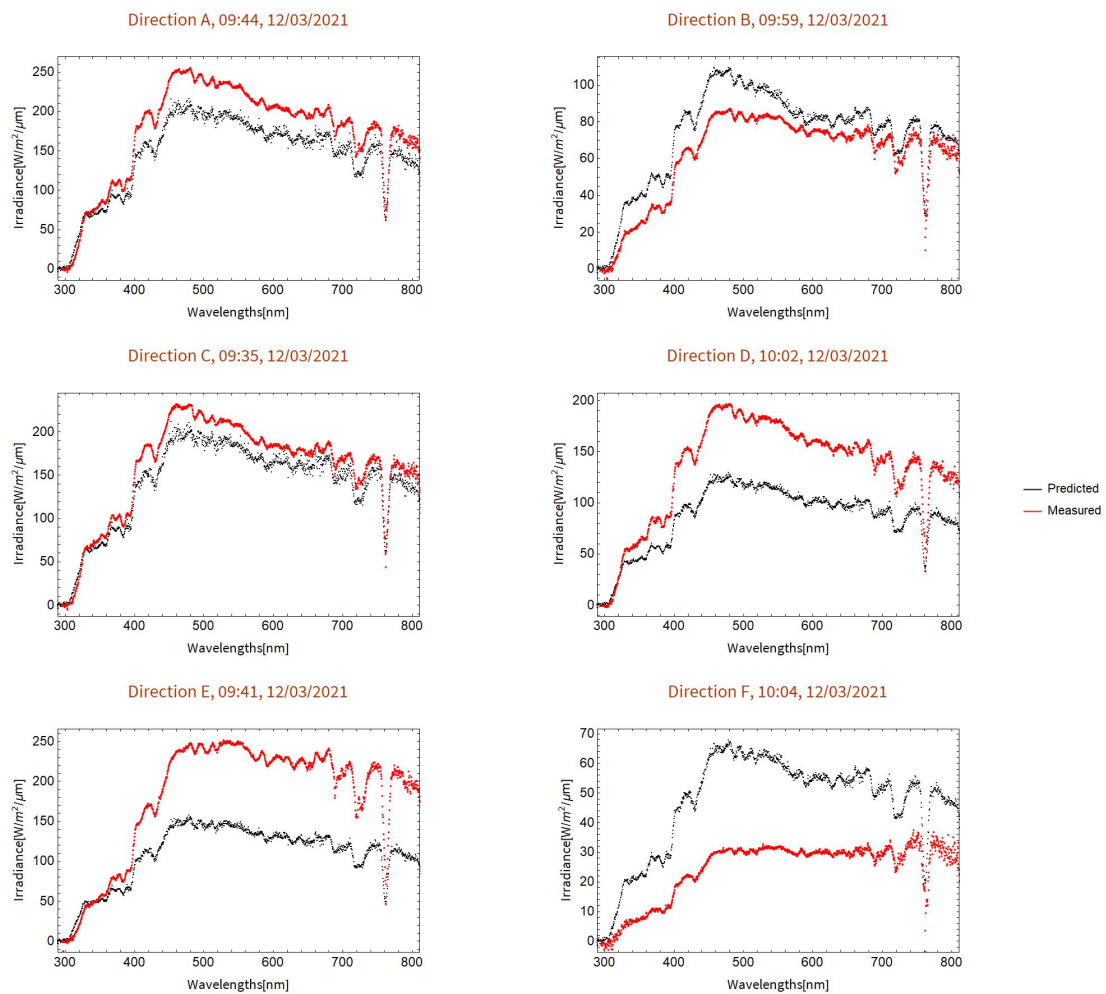 Direction A, 09:44, 12/03/2021
Irradiance[W/m²/μm]
250
200
150
100
50
0
300 400 500 600 700 800
Wavelengths[nm]
Direction B, 09:59, 12/03/2021
Irradiance[W/m²/μm]
100
80
60
40
20
0
300 400 500 600 700 800
Wavelengths[nm]
Direction C, 09:35, 12/03/2021
Irradiance[W/m²/μm]
200
150
100
50
0
300 400 500 600 700 800
Wavelengths[nm]
Direction D, 10:02, 12/03/2021
Irradiance[W/m²/μm]
200
150
100
50
0
300 400 500 600 700 800
Wavelengths[nm]
Predicted
Measured
Direction E, 09:41, 12/03/2021
Irradiance[W/m²/μm]
250
200
150
100
50
0
300 400 500 600 700 800
Wavelengths[nm]
Direction F, 10:04, 12/03/2021
Irradiance[W/m²/μm]
70
60
50
40
30
20
10
0
300 400 500 600 700 800
Wavelengths[nm]